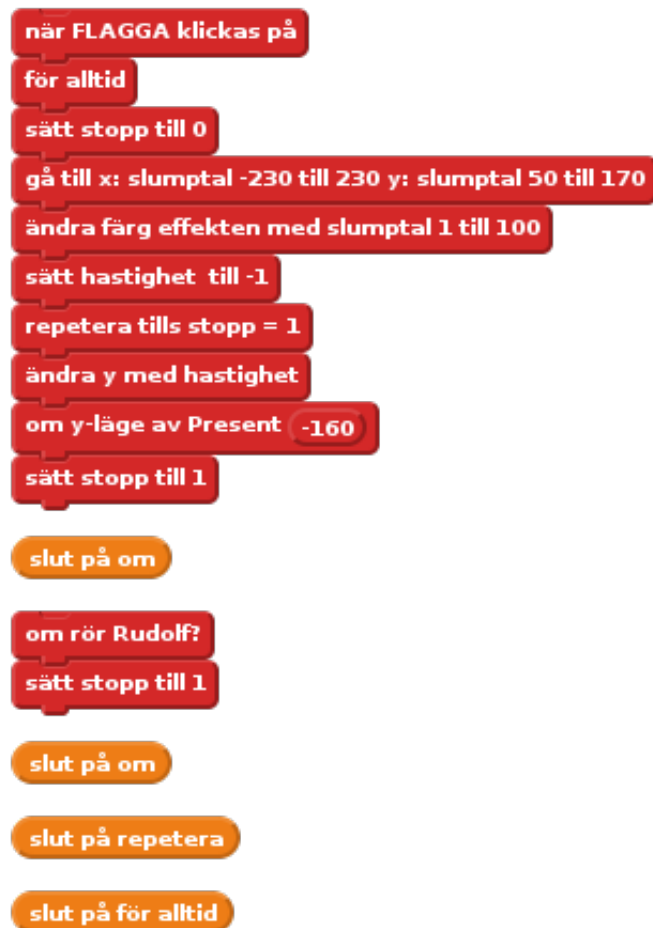 när FLAGGA klickas på
för alltid
sätt stopp till 0
gå till x: slumptal -230 till 230 y: slumptal 50 till 170
ändra färg effekten med slumptal 1 till 100
sätt hastighet till -1
repetera tills stopp = 1
ändra y med hastighet
om y-läge av Present -160
sätt stopp till 1
slut på om
om rör Rudolf?
sätt stopp till 1
slut på om
slut på repetera
slut på för alltid